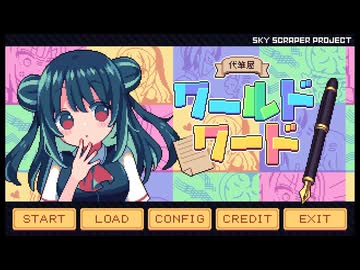 SKY SCRAPER PROJECT
代筆屋
ワールド
ワード
START
LOAD
CONFIG
CREDIT
EXIT